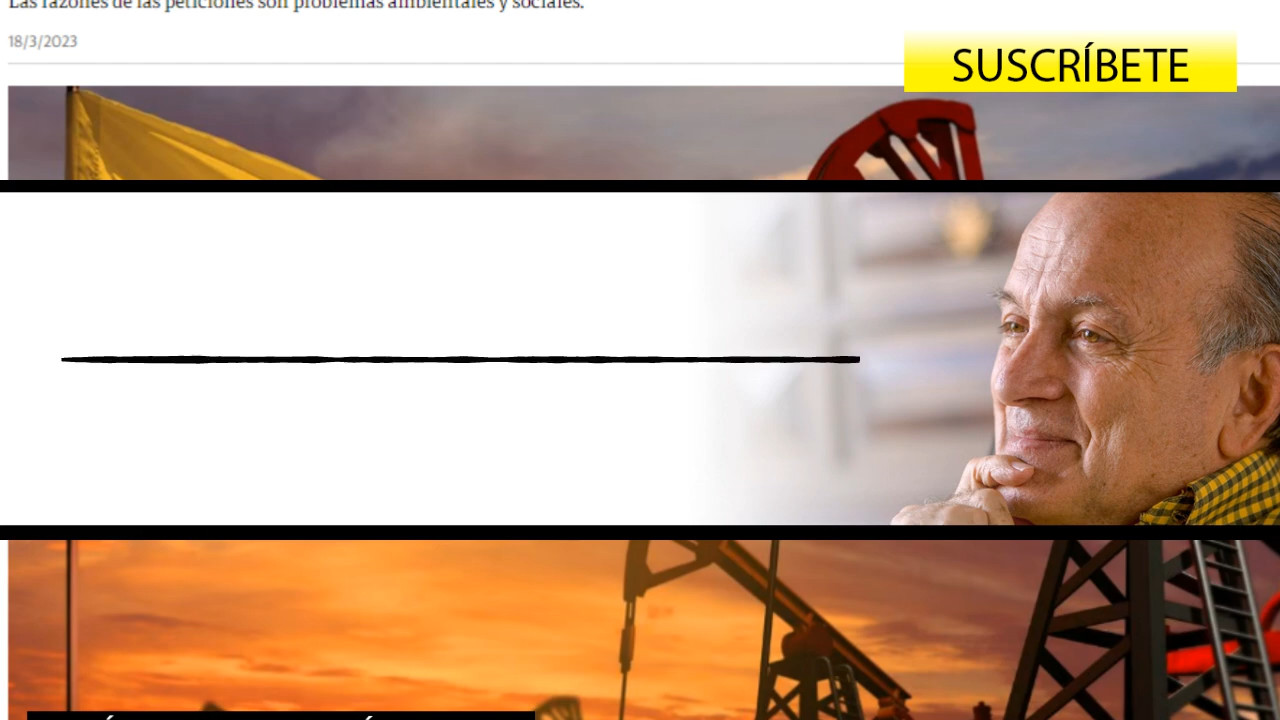 Las razones de las peticiones son problemas ambientales y sociales.
18/3/2023
SUSCRÍBETE